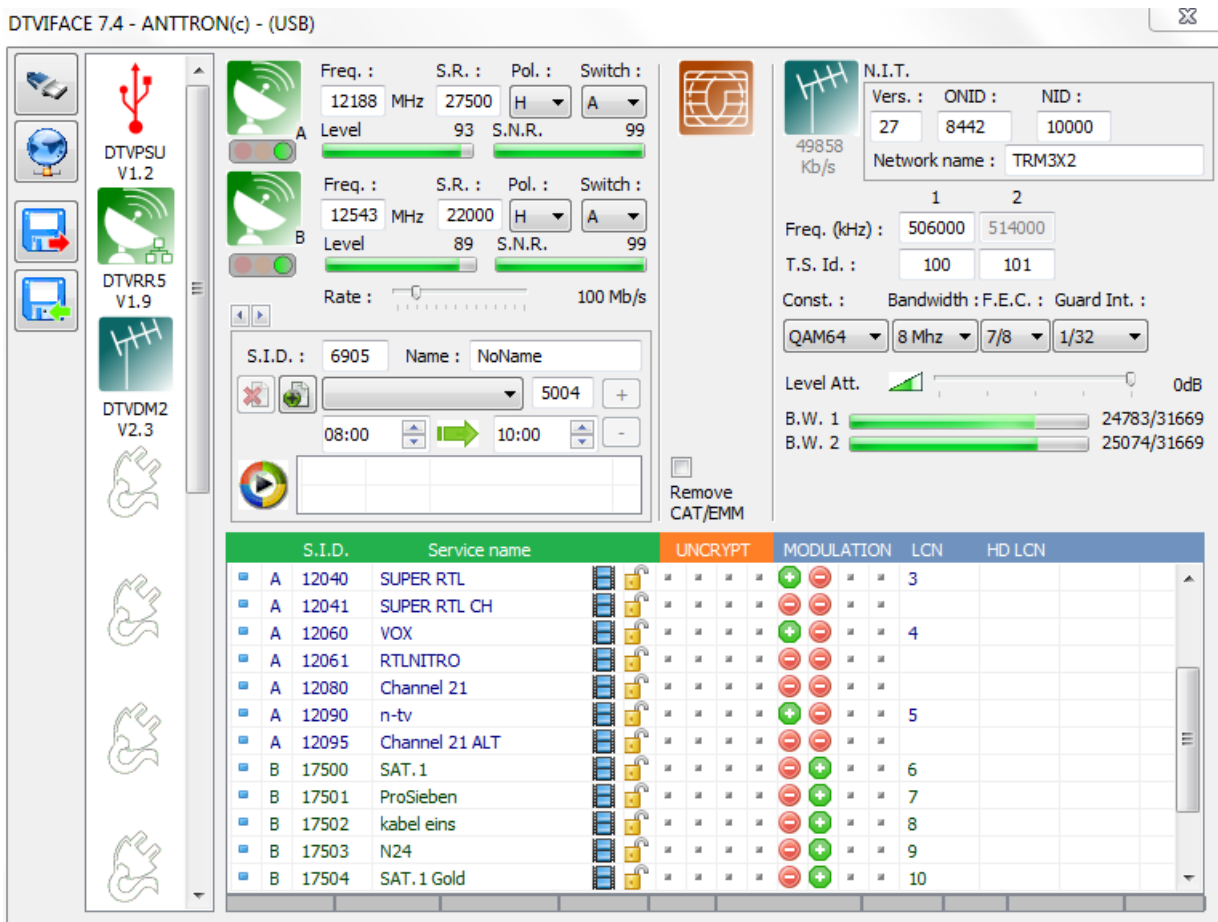 DTVIFACE 7.4 - ANTTRON(c) - (USB)
DTVPSU
V1.2
DTVRR5
V1.9
DTVDM2
V2.3
Freq. : S.R. : Pol. : Switch :
12188 MHz 27500 H A
A Level 93 S.N.R. 99
Freq. : S.R. : Pol. : Switch :
12543 MHz 22000 H A
B Level 89 S.N.R. 99
Rate : 100 Mb/s
S.I.D. : 6905 Name : NoName
5004 +
08:00 10:00 -
Remove
CAT/EMM
49858
Kb/s
N.I.T.
Vers. : ONID : NID :
27 8442 10000
Network name : TRM3X2
1 2
Freq. (kHz) : 506000 514000
T.S. Id. : 100 101
Const. : Bandwidth : F.E.C. : Guard Int. :
QAM64 8 Mhz 7/8 1/32
Level Att. 0dB
B.W. 1 24783/31669
B.W. 2 25074/31669
S.I.D. Service name UNCRYPT MODULATION LCN HD LCN
A 12040 SUPER RTL 3
A 12041 SUPER RTL CH
A 12060 VOX 4
A 12061 RTLNITRO
A 12080 Channel 21
A 12090 n-tv 5
A 12095 Channel 21 ALT
B 17500 SAT.1 6
B 17501 ProSieben 7
B 17502 kabel eins 8
B 17503 N24 9
B 17504 SAT.1 Gold 10